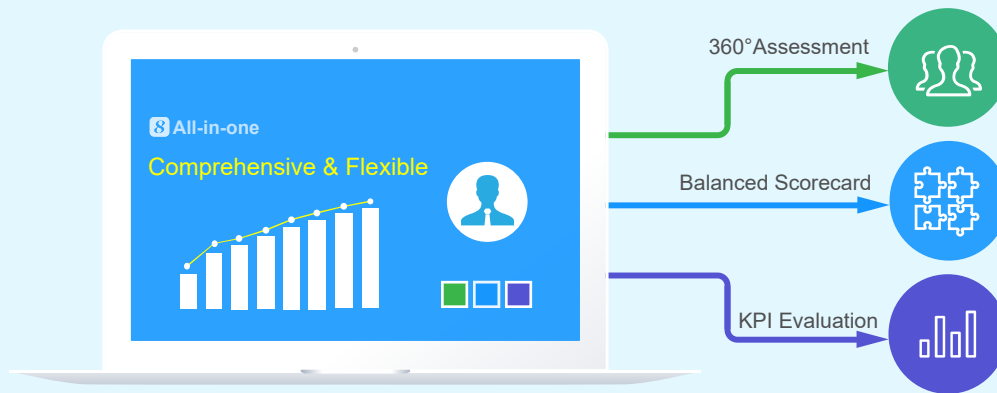 360°Assessment
8 All-in-one
Comprehensive & Flexible
Balanced Scorecard
KPI Evaluation